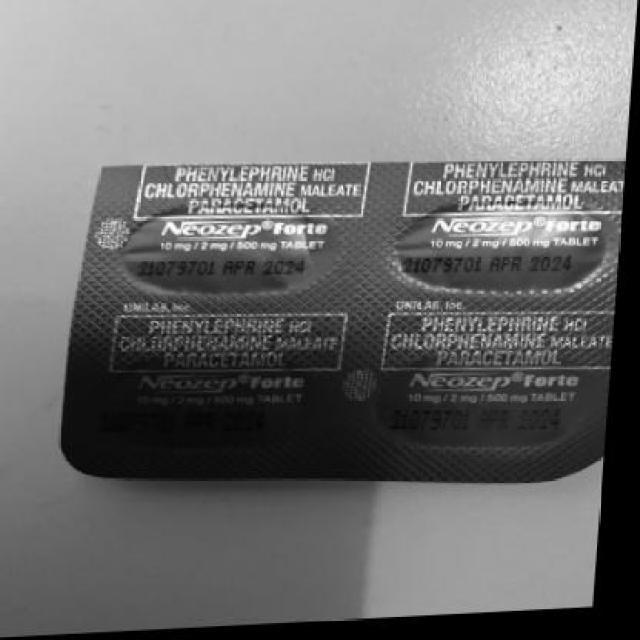 PHENYLEPHRINE HCl
CHLORPHENAMINE MALEATE
PARACETAMOL
Neozep® Forte
10 mg / 2 mg / 500 mg TABLET
21079701 APR 2024
PHENYLEPHRINE HCl
CHLORPHENAMINE MALEAT
PARACETAMOL
Neozep® Forte
10 mg / 2 mg / 500 mg TABLET
21079701 APR 2024
UNILAB, Inc.
PHENYLEPHRINE HCl
CHLORPHENAMINE MALEATE
PARACETAMOL
Neozep® Forte
10 mg / 2 mg / 500 mg TABLET
UNILAB, Inc.
PHENYLEPHRINE HCl
CHLORPHENAMINE MALEATE
PARACETAMOL
Neozep® Forte
10 mg / 2 mg / 500 mg TABLET
21079701 APR 2024